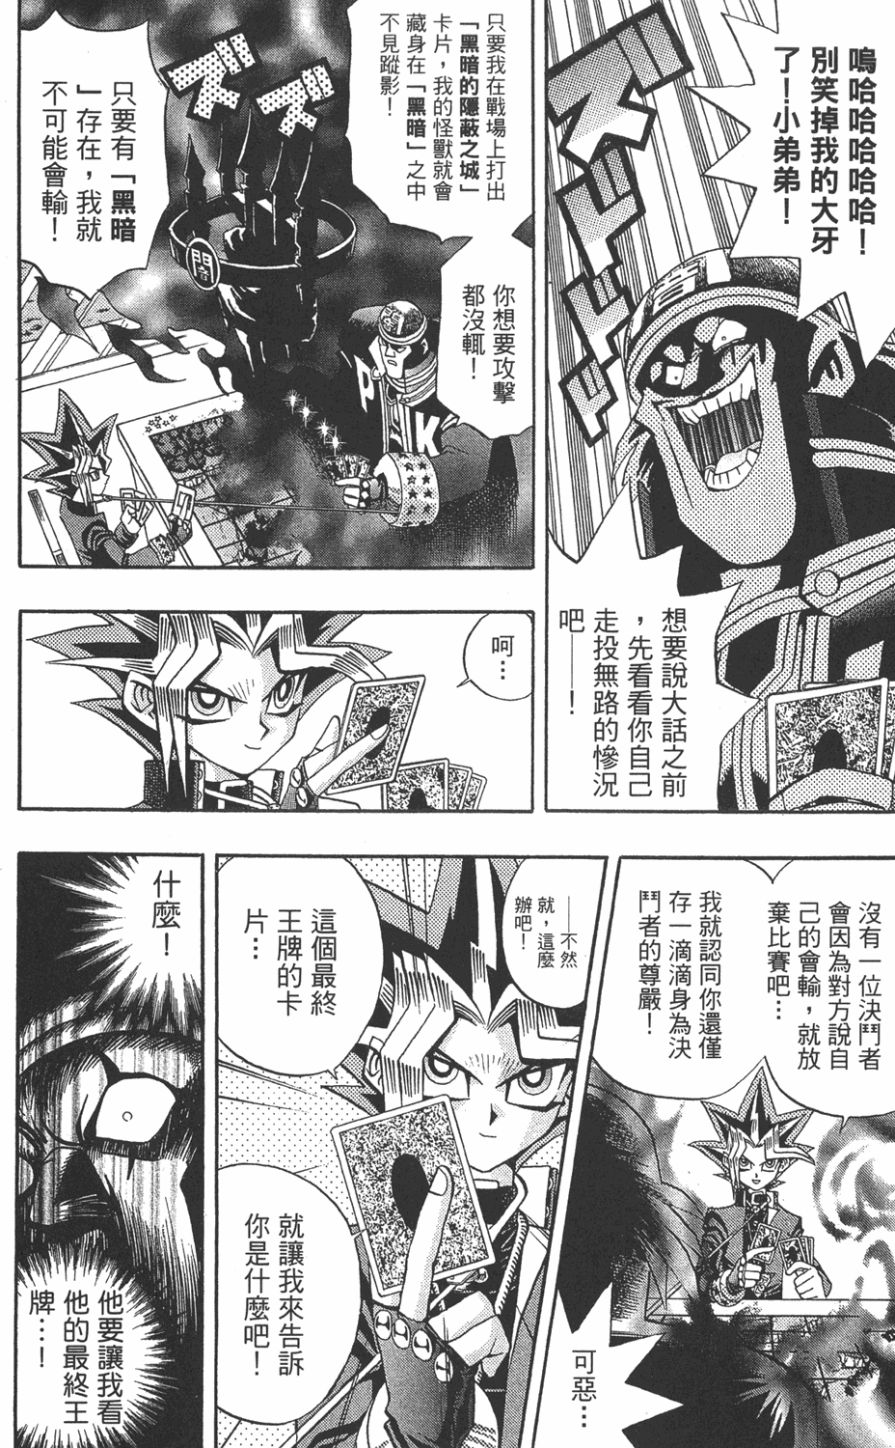 嗚哈哈哈哈哈！
別笑掉我的大牙
了！小弟弟！
ズ
ド
ド
ド
想要說大話之前
，先看看你自己
走投無路的慘況
吧——！
只要我在戰場上打出
「黑暗的隱蔽之城」
卡片，我的怪獸就會
藏身在「黑暗」之中
不見蹤影！
ズ
ズ
只要有「黑暗
」存在，我就
不可能會輸！
闇
你想要攻擊
都沒輒！
P
K
呵…
沒有一位決鬥者
會因為對方說自
己的會輸，就放
棄比賽吧…
我就認同你還僅
存一滴滴身為決
鬥者的尊嚴！
可惡…
——不然
就，這麼
辦吧！
這個最終
王牌的卡
片…
就讓我來告訴
你是什麼吧！
什麼！
他要讓我看
他的最終王
牌…！